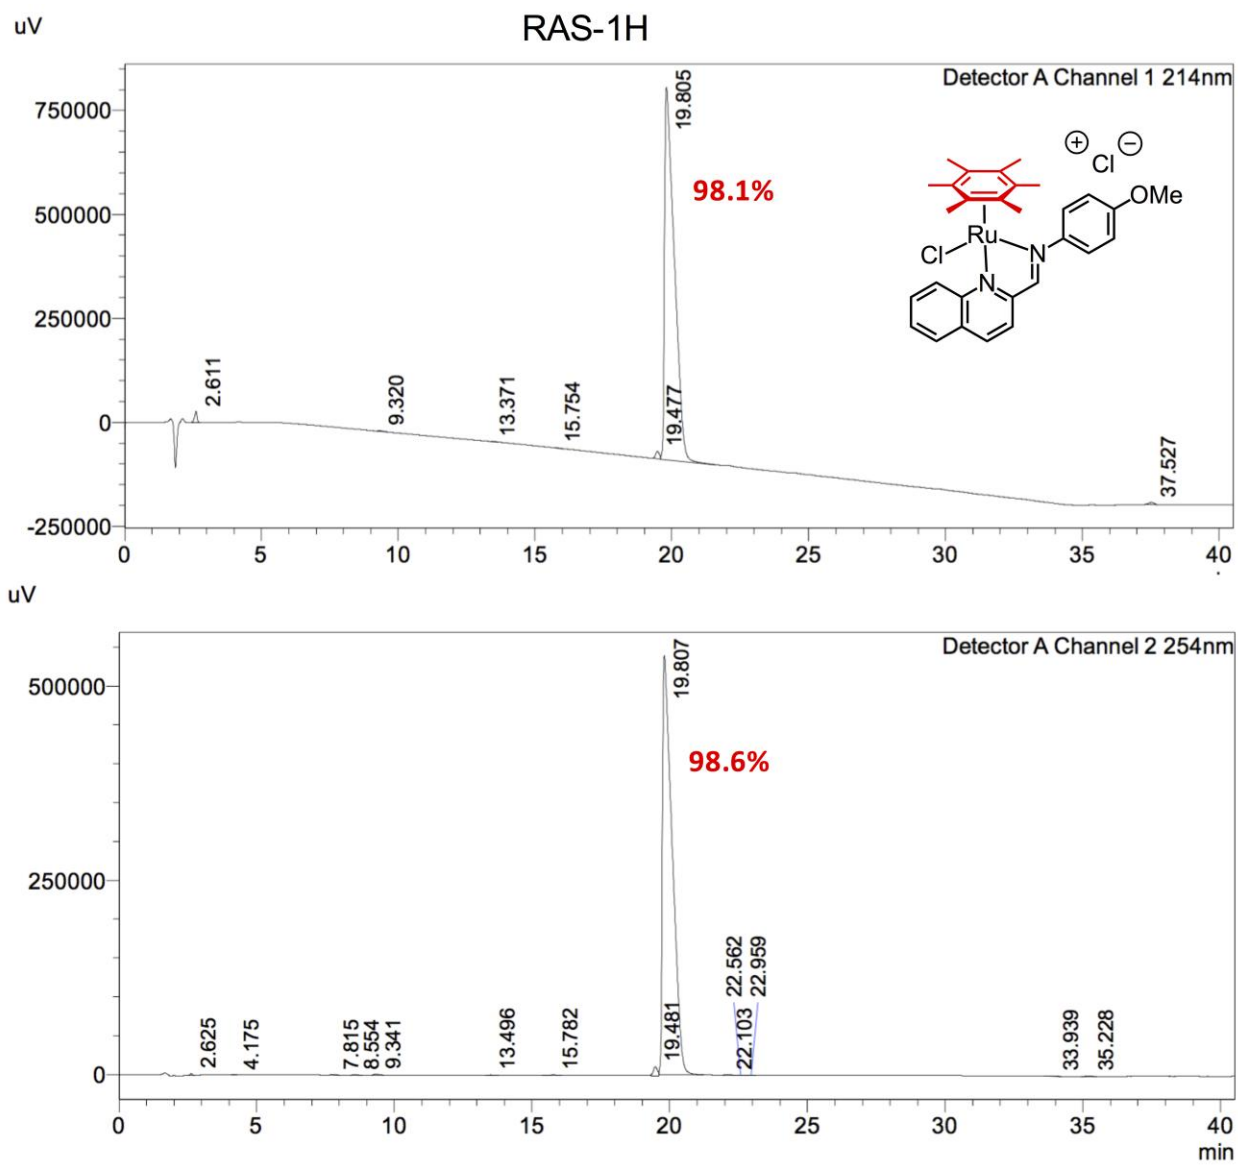 uV
RAS-1H
Detector A Channel 1 214nm
750000
500000
250000
0
-250000
2.611
9.320
13.371
15.754
19.477
19.805
98.1%
37.527
+
Cl −
OMe
Ru
Cl
N
N
0 5 10 15 20 25 30 35 40
uV
Detector A Channel 2 254nm
500000
250000
0
2.625
4.175
7.815
8.554
9.341
13.496
15.782
19.481
19.807
98.6%
22.103
22.562
22.959
33.939
35.228
0 5 10 15 20 25 30 35 40
min